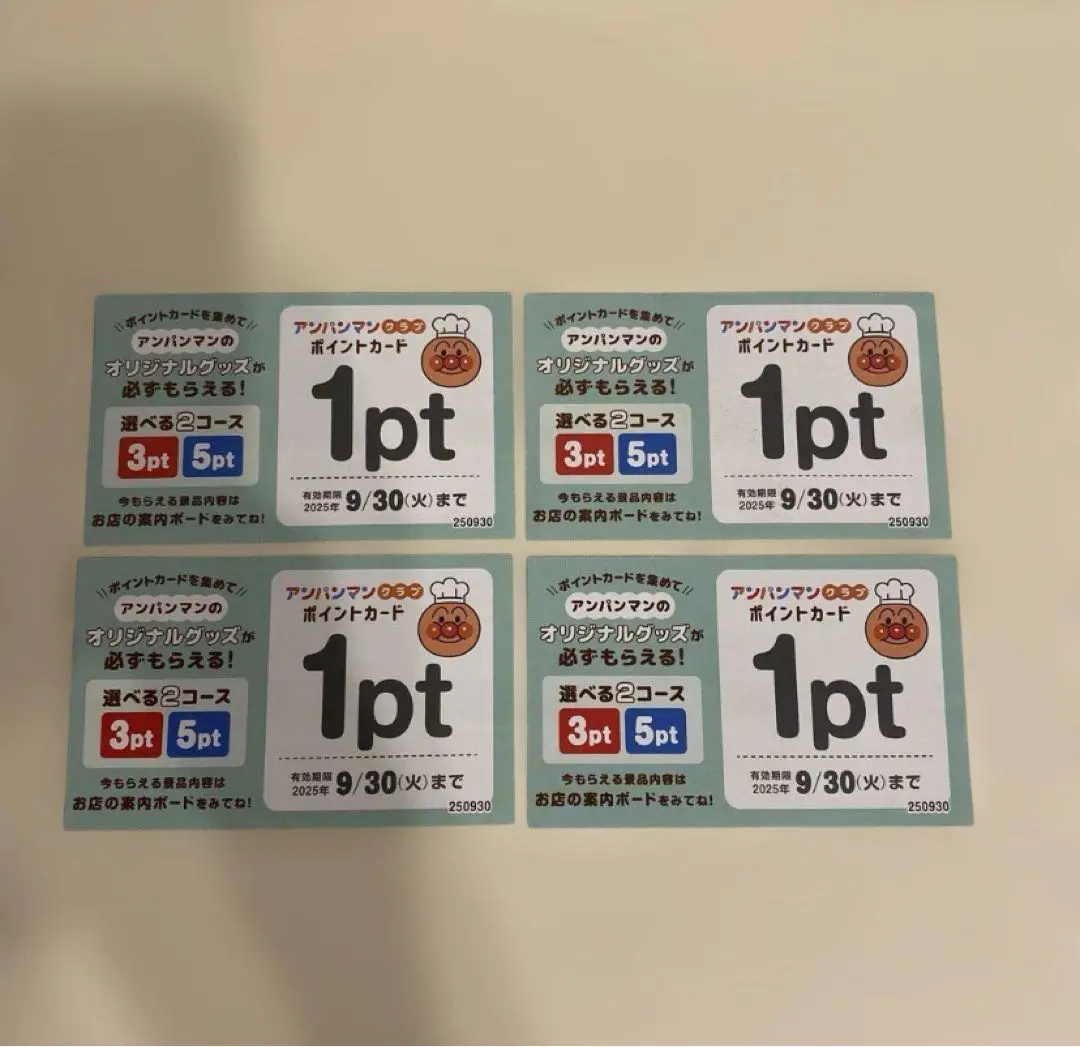 ポイントカードを集めて
アンパンマンの
オリジナルグッズが
必ずもらえる!
選べる2コース
3pt 5pt
今もらえる景品内容は
お店の案内ボードをみてね!
アンパンマンクラブ
ポイントカード
1pt
有効期限
2025年 9/30(火)まで
250930
ポイントカードを集めて
アンパンマンの
オリジナルグッズが
必ずもらえる!
選べる2コース
3pt 5pt
今もらえる景品内容は
お店の案内ボードをみてね!
アンパンマンクラブ
ポイントカード
1pt
有効期限
2025年 9/30(火)まで
250930
ポイントカードを集めて
アンパンマンの
オリジナルグッズが
必ずもらえる!
選べる2コース
3pt 5pt
今もらえる景品内容は
お店の案内ボードをみてね!
アンパンマンクラブ
ポイントカード
1pt
有効期限
2025年 9/30(火)まで
250930
ポイントカードを集めて
アンパンマンの
オリジナルグッズが
必ずもらえる!
選べる2コース
3pt 5pt
今もらえる景品内容は
お店の案内ボードをみてね!
アンパンマンクラブ
ポイントカード
1pt
有効期限
2025年 9/30(火)まで
250930